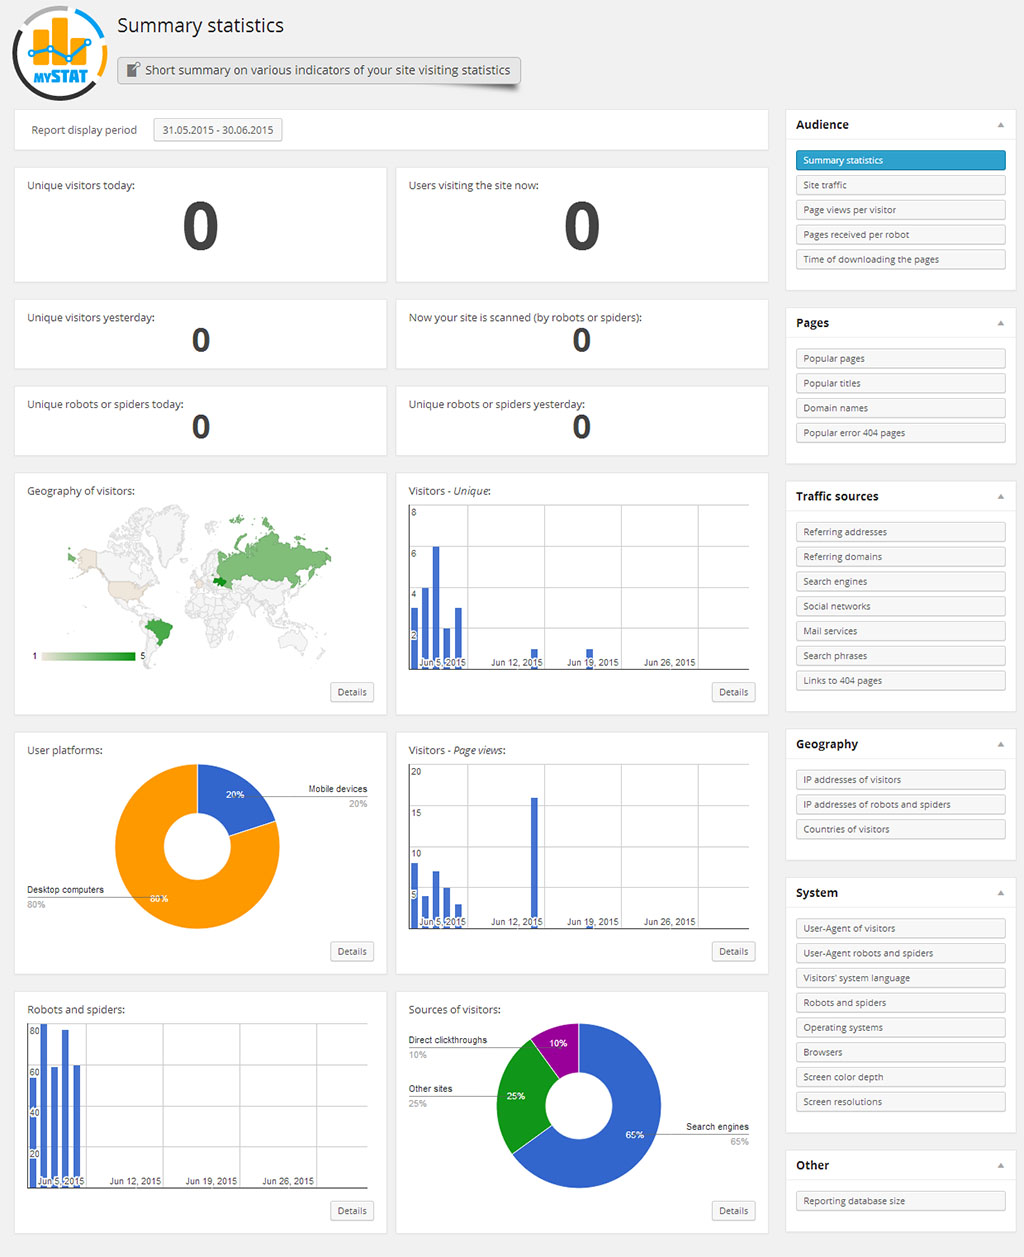 mySTAT
Summary statistics
Short summary on various indicators of your site visiting statistics
Report display period
31.05.2015 - 30.06.2015
Unique visitors today:
0
Users visiting the site now:
0
Unique visitors yesterday:
0
Now your site is scanned (by robots or spiders):
0
Unique robots or spiders today:
0
Unique robots or spiders yesterday:
0
Geography of visitors:
1
5
Details
Visitors - Unique:
8
6
4
2
Jun 5, 2015
Jun 12, 2015
Jun 19, 2015
Jun 26, 2015
Details
User platforms:
20%
Mobile devices
20%
Desktop computers
80%
80%
Details
Visitors - Page views:
20
15
10
5
Jun 5, 2015
Jun 12, 2015
Jun 19, 2015
Jun 26, 2015
Details
Robots and spiders:
80
60
40
20
Jun 5, 2015
Jun 12, 2015
Jun 19, 2015
Jun 26, 2015
Details
Sources of visitors:
Direct clickthroughs
10%
10%
Other sites
25%
25%
Search engines
65%
65%
Details
Audience
Summary statistics
Site traffic
Page views per visitor
Pages received per robot
Time of downloading the pages
Pages
Popular pages
Popular titles
Domain names
Popular error 404 pages
Traffic sources
Referring addresses
Referring domains
Search engines
Social networks
Mail services
Search phrases
Links to 404 pages
Geography
IP addresses of visitors
IP addresses of robots and spiders
Countries of visitors
System
User-Agent of visitors
User-Agent robots and spiders
Visitors' system language
Robots and spiders
Operating systems
Browsers
Screen color depth
Screen resolutions
Other
Reporting database size